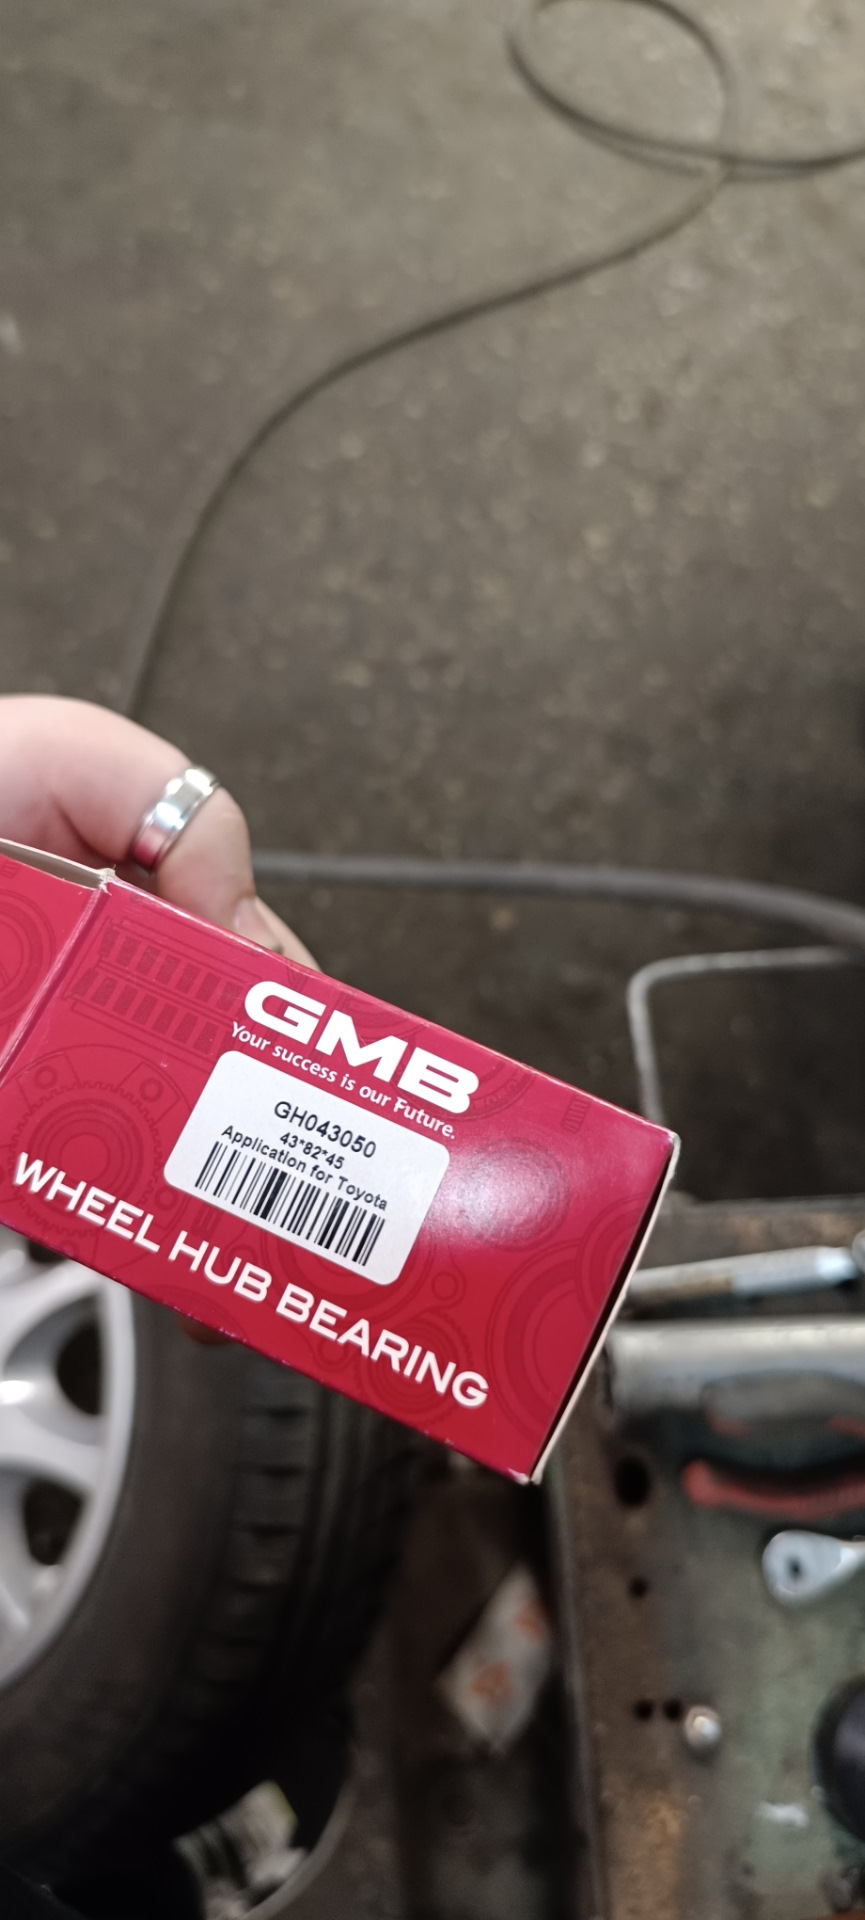 GMB
Your success is our Future.
GH043050
43*82*45
Application for Toyota
WHEEL HUB BEARING